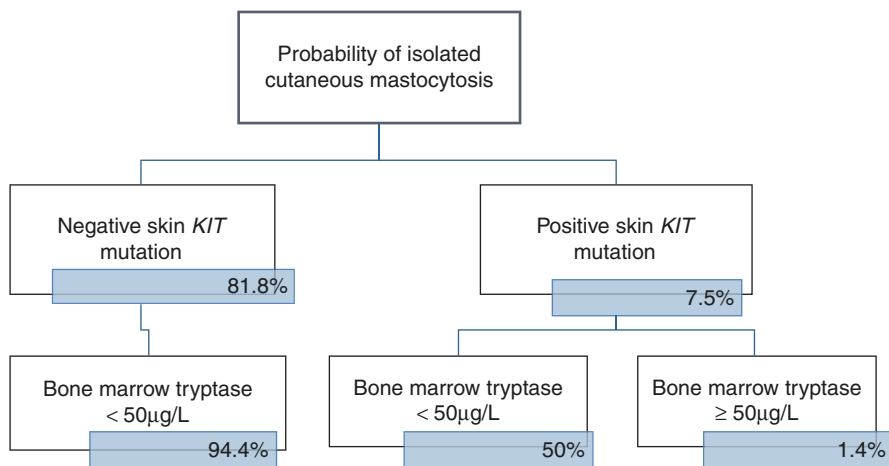 Probability of isolated
cutaneous mastocytosis
Negative skin KIT
mutation
81.8%
Positive skin KIT
mutation
7.5%
Bone marrow tryptase
< 50μg/L
94.4%
Bone marrow tryptase
< 50μg/L
50%
Bone marrow tryptase
≥ 50μg/L
1.4%